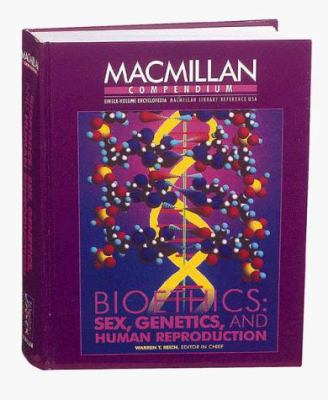 MACMILLAN
COMPENDIUM
SINGLE-VOLUME ENCYCLOPEDIA MACMILLAN LIBRARY REFERENCE USA
BIOETHICS:
SEX, GENETICS, AND
HUMAN REPRODUCTION
WARREN T. REICH, EDITOR IN CHIEF